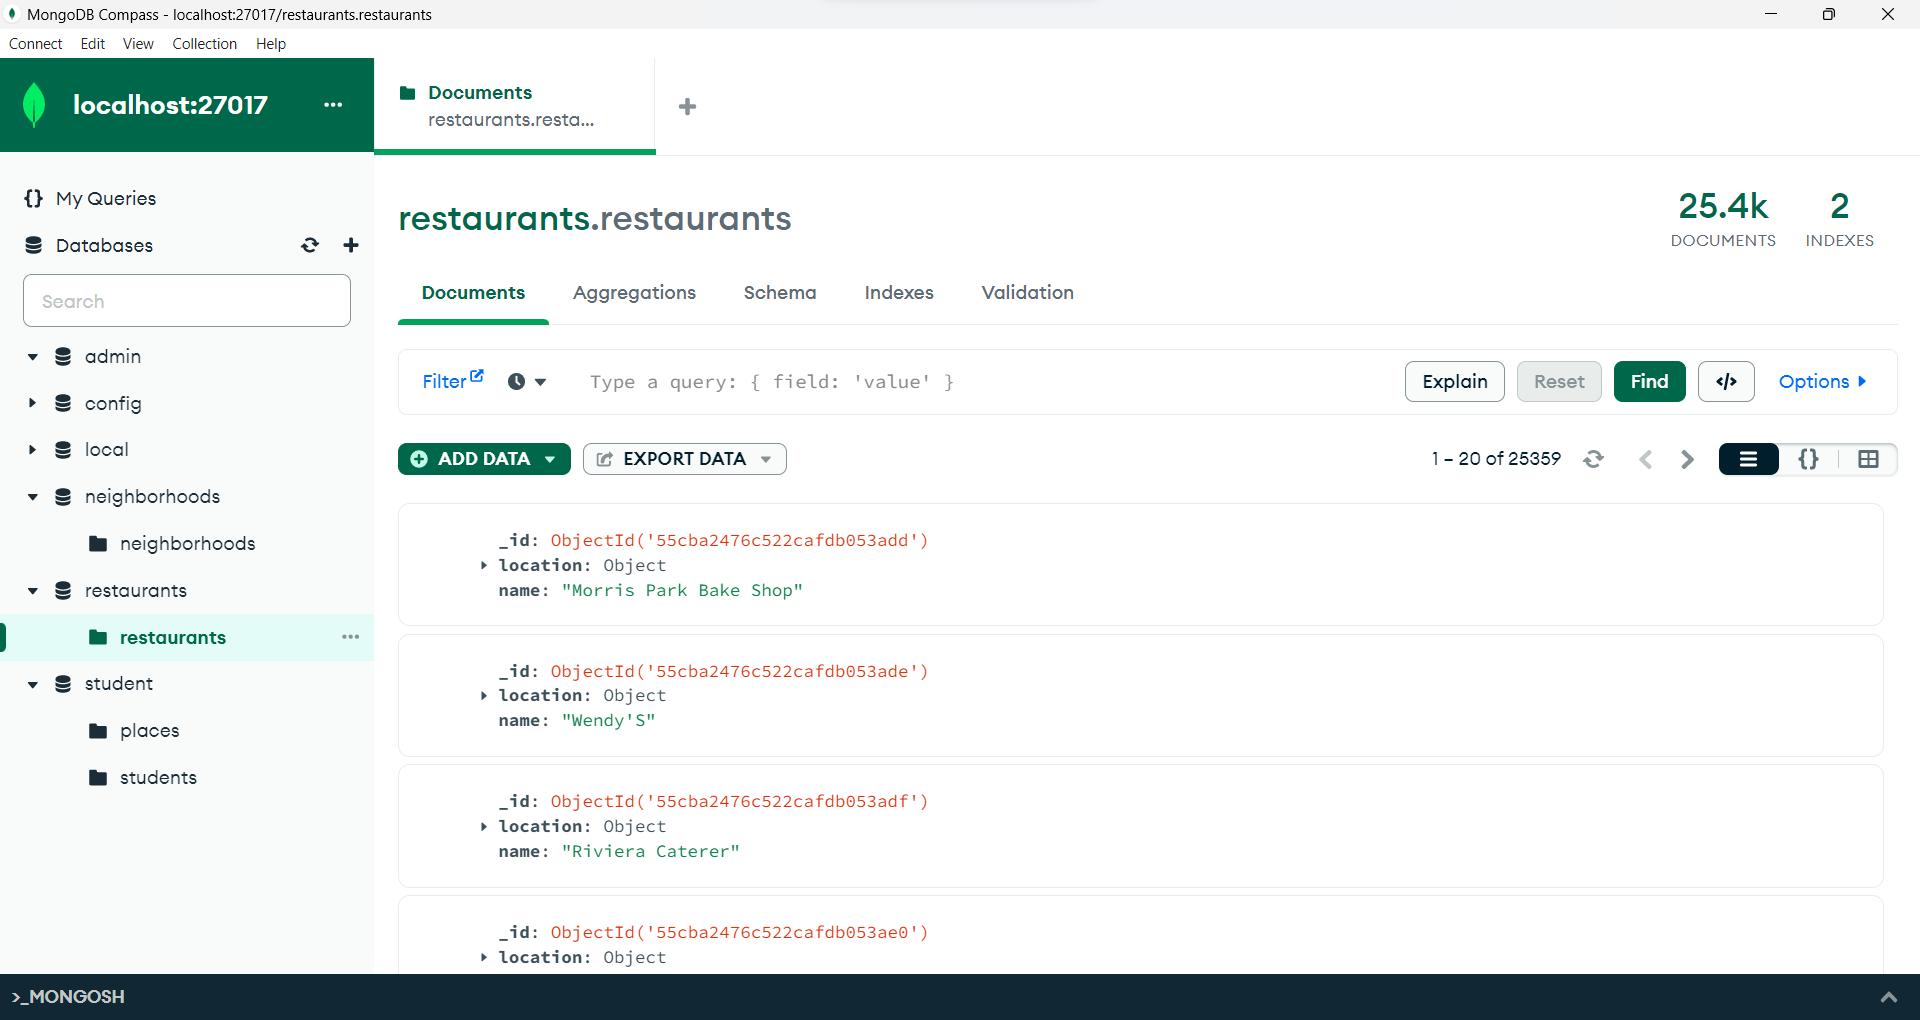 MongoDB Compass - localhost:27017/restaurants.restaurants
Connect Edit View Collection Help
localhost:27017
Documents
restaurants.resta...
My Queries
Databases
Search
admin
config
local
neighborhoods
neighborhoods
restaurants
restaurants
student
places
students
restaurants.restaurants
25.4k
DOCUMENTS
2
INDEXES
Documents Aggregations Schema Indexes Validation
Filter Type a query: { field: 'value' } Explain Reset Find </> Options
ADD DATA EXPORT DATA 1 – 20 of 25359 {}
_id: ObjectId('55cba2476c522cafdb053add')
location: Object
name: "Morris Park Bake Shop"
_id: ObjectId('55cba2476c522cafdb053ade')
location: Object
name: "Wendy'S"
_id: ObjectId('55cba2476c522cafdb053adf')
location: Object
name: "Riviera Caterer"
_id: ObjectId('55cba2476c522cafdb053ae0')
location: Object
>_MONGOSH